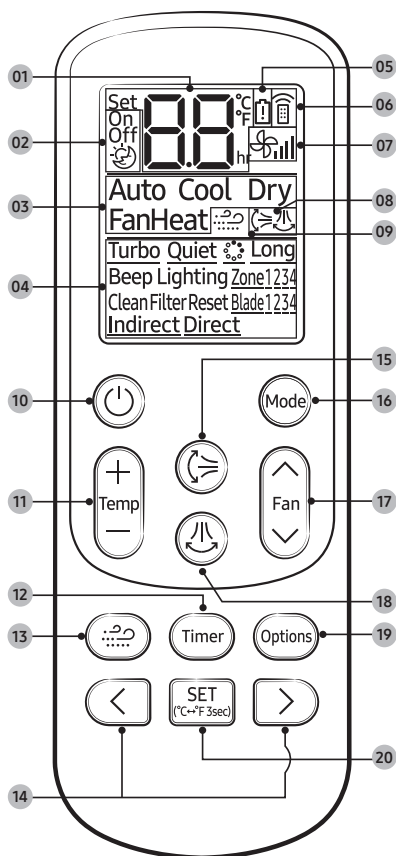 01
05
06
Set
On
Off
88
°C
°F
hr
02
07
Auto Cool Dry
03
08
FanHeat
09
Turbo Quiet Long
Beep Lighting Zone1234
04
Clean Filter Reset Blade1234
Indirect Direct
15
10
Mode
16
+
Temp
−
11
Fan
17
12
18
13
Timer
Options
19
<
SET
(°C↔°F 3sec)
>
14
20